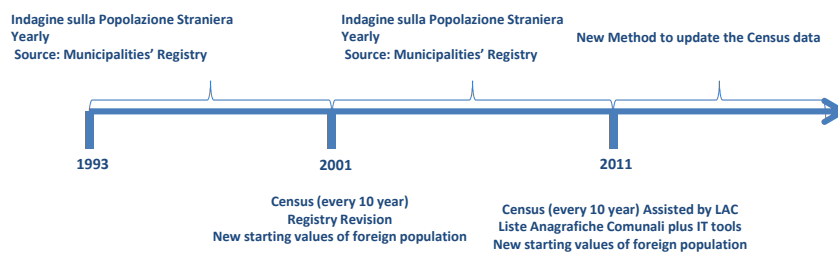 Indagine sulla Popolazione Straniera
Yearly
Source: Municipalities' Registry
Indagine sulla Popolazione Straniera
Yearly
Source: Municipalities' Registry
New Method to update the Census data
1993
2001
2011
Census (every 10 year)
Registry Revision
New starting values of foreign population
Census (every 10 year) Assisted by LAC
Liste Anagrafiche Comunali plus IT tools
New starting values of foreign population